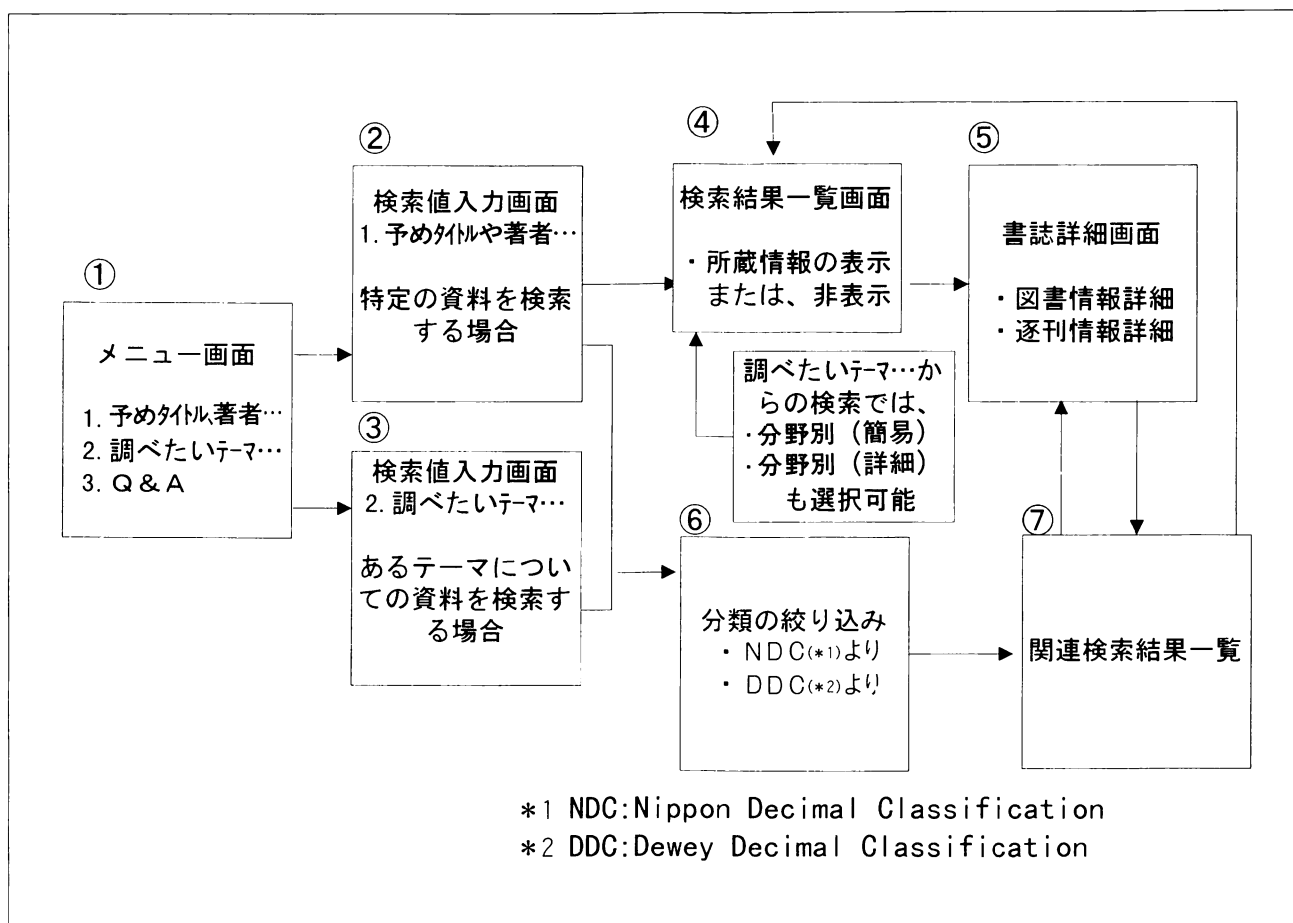 ①
メニュー画面
1. 予めタイトル、著者…
2. 調べたいテーマ…
3. Q&A
②
検索値入力画面
1. 予めタイトルや著者…
特定の資料を検索
する場合
③
検索値入力画面
2. 調べたいテーマ…
あるテーマについ
ての資料を検索す
る場合
④
検索結果一覧画面
・所蔵情報の表示
または、非表示
調べたいテーマ…か
らの検索では、
・分野別(簡易)
・分野別(詳細)
も選択可能
⑤
書誌詳細画面
・図書情報詳細
・逐刊情報詳細
⑥
分類の絞り込み
・NDC(*1)より
・DDC(*2)より
⑦
関連検索結果一覧
*1 NDC:Nippon Decimal Classification
*2 DDC:Dewey Decimal Classification